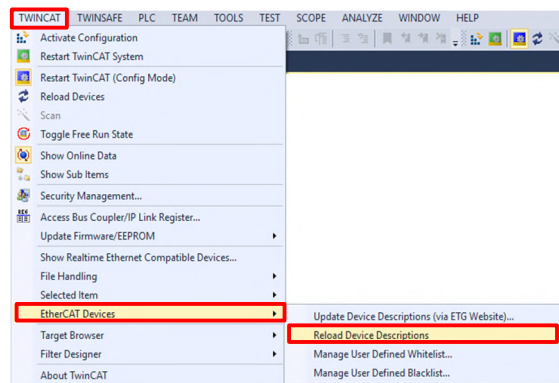 TWINCAT TWINSAFE PLC TEAM TOOLS TEST SCOPE ANALYZE WINDOW HELP
Activate Configuration
Restart TwinCAT System
Restart TwinCAT (Config Mode)
Reload Devices
Scan
Toggle Free Run State
Show Online Data
Show Sub Items
Security Management...
Access Bus Coupler/IP Link Register...
Update Firmware/EEPROM
Show Realtime Ethernet Compatible Devices...
File Handling
Selected Item
EtherCAT Devices
Target Browser
Filter Designer
About TwinCAT
Update Device Descriptions (via ETG Website)...
Reload Device Descriptions
Manage User Defined Whitelist...
Manage User Defined Blacklist...